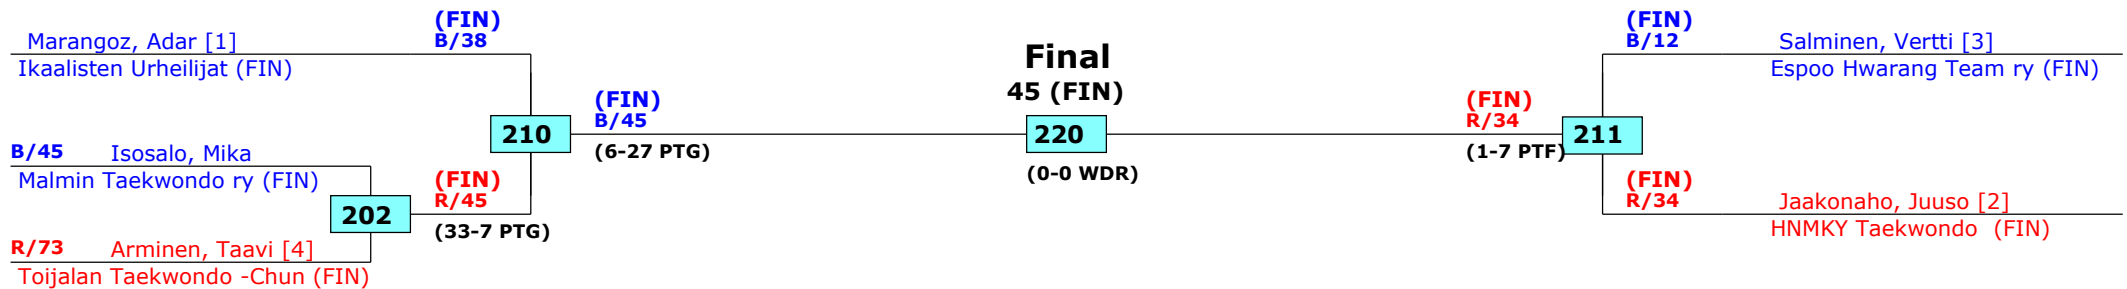 (FIN)
B/38
Marangoz, Adar [1]
Ikaalisten Urheilijat (FIN)
B/45 Isosalo, Mika
Malmin Taekwondo ry (FIN)
202
R/73 Arminen, Taavi [4]
Toijalan Taekwondo -Chun (FIN)
(FIN)
R/45
(33-7 PTG)
210
(FIN)
B/45
(6-27 PTG)
Final
45 (FIN)
220
(0-0 WDR)
(FIN)
R/34
(1-7 PTF)
211
(FIN)
B/12
Salminen, Vertti [3]
Espoo Hwarang Team ry (FIN)
(FIN)
R/34
Jaakonaho, Juuso [2]
HNMKY Taekwondo (FIN)